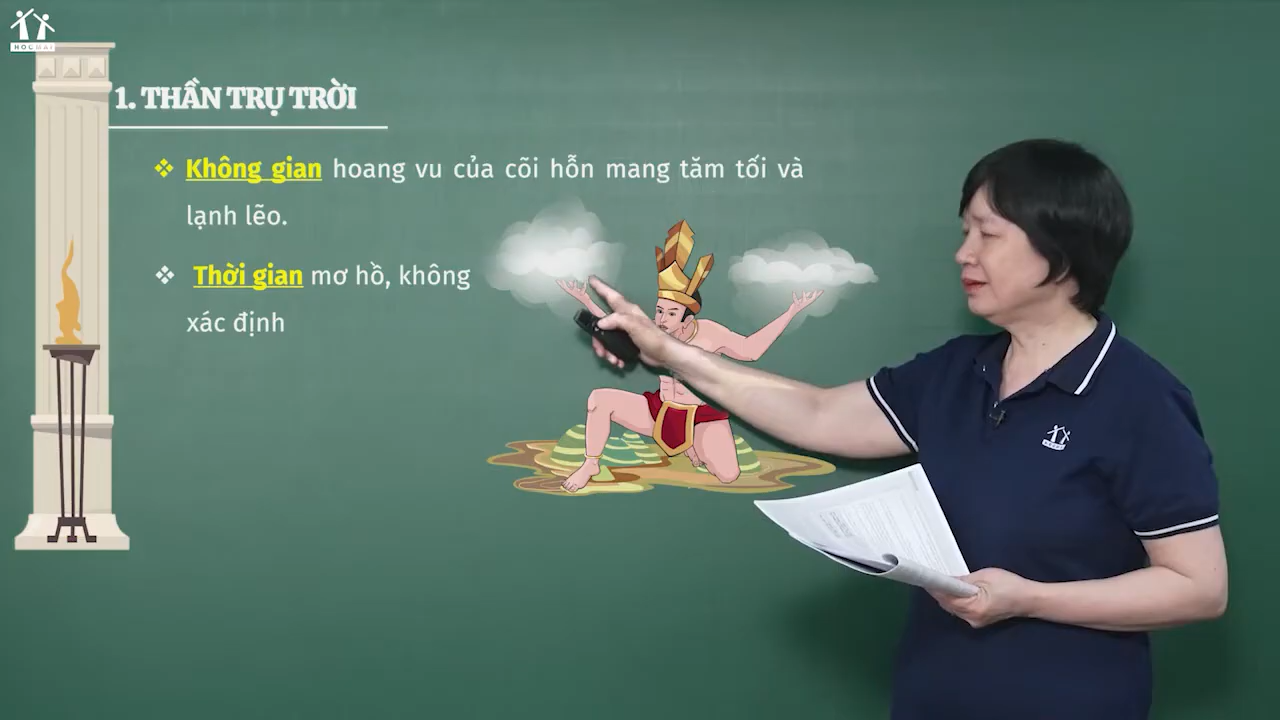 HOCMAI
1. THẦN TRỤ TRỜI
❖ Không gian hoang vu của cõi hỗn mang tăm tối và
lạnh lẽo.
❖ Thời gian mơ hồ, không
xác định